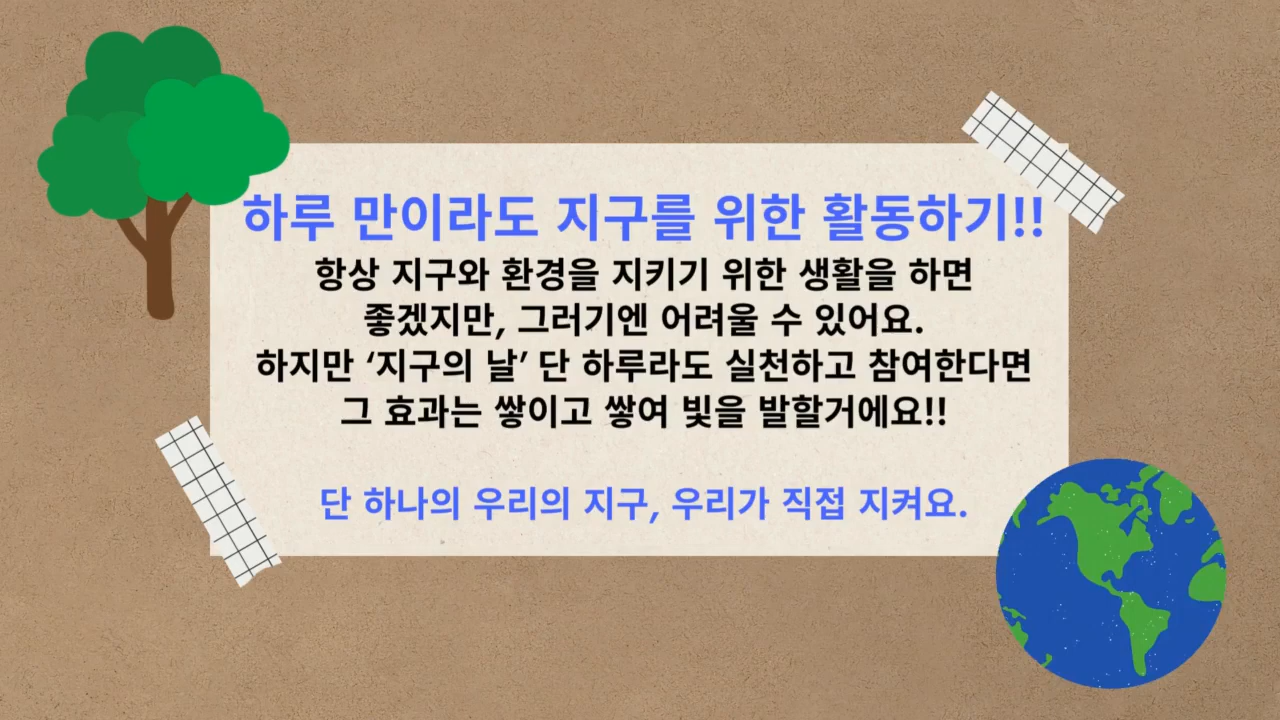 하루 만이라도 지구를 위한 활동하기!!
항상 지구와 환경을 지키기 위한 생활을 하면
좋겠지만, 그러기엔 어려울 수 있어요.
하지만 ‘지구의 날’ 단 하루라도 실천하고 참여한다면
그 효과는 쌓이고 쌓여 빛을 발할거에요!!
단 하나의 우리의 지구, 우리가 직접 지켜요.